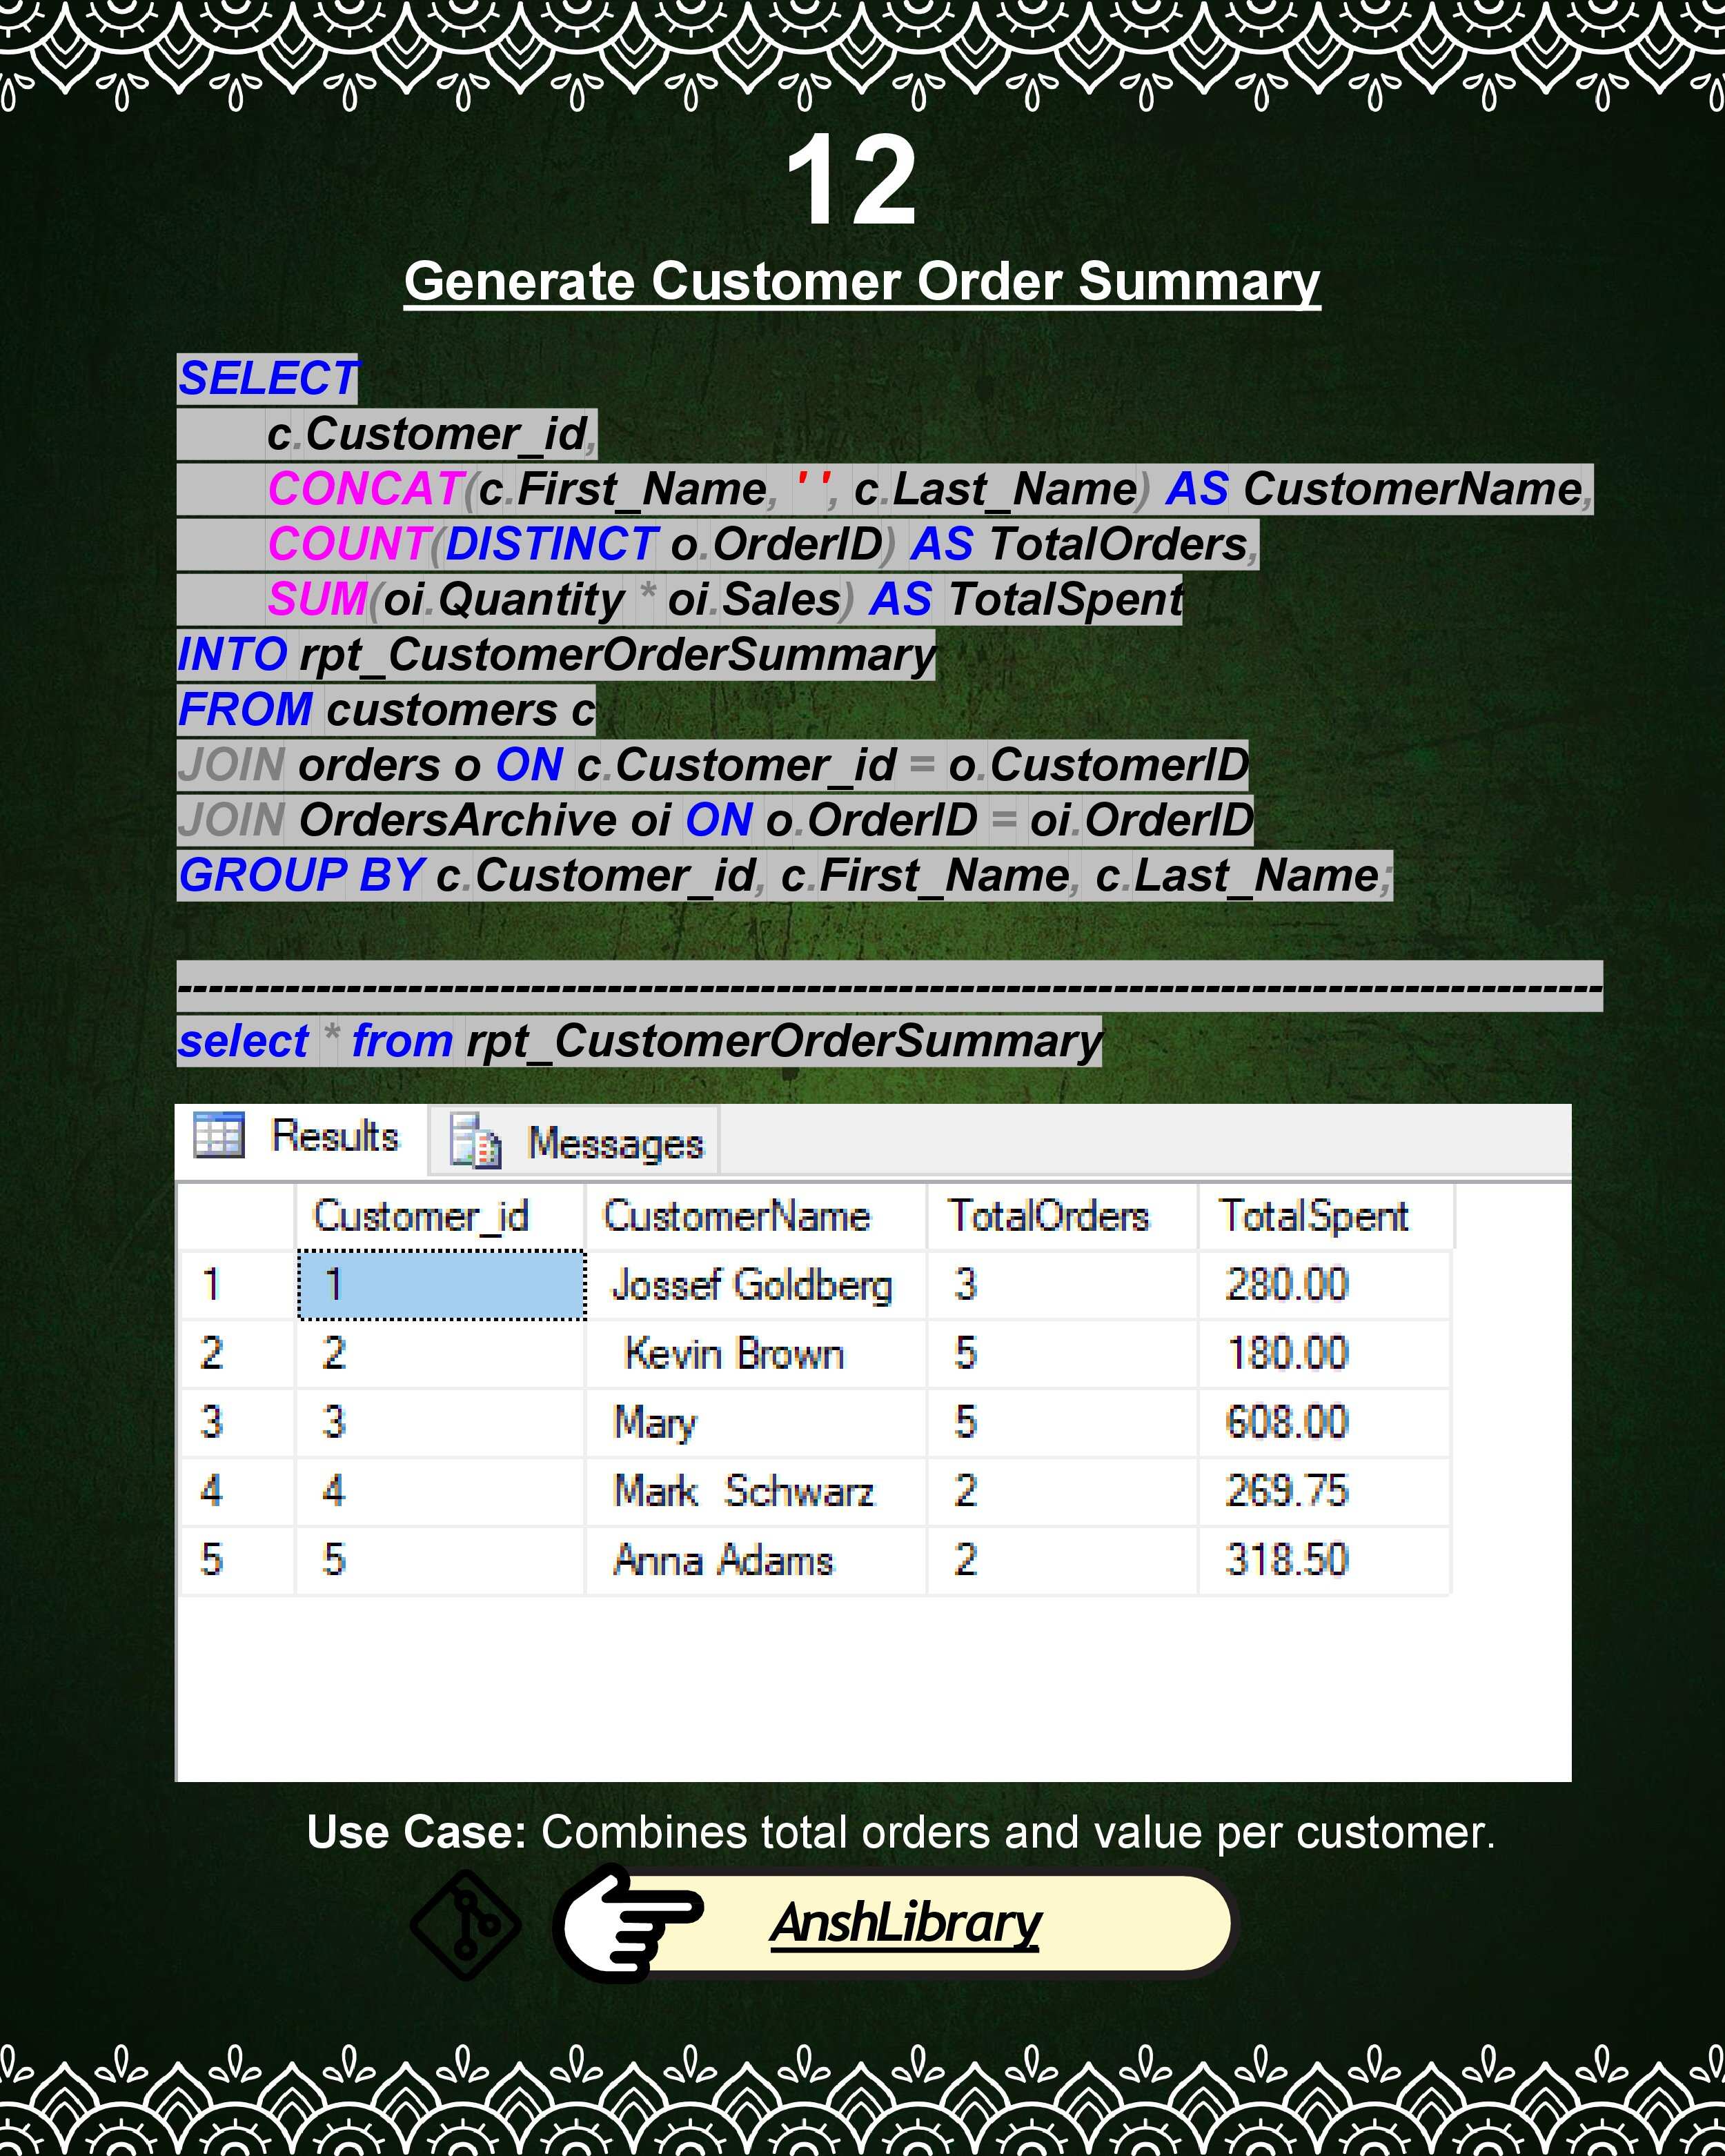 12
Generate Customer Order Summary
SELECT
c.Customer_id,
CONCAT(c.First_Name, ' ', c.Last_Name) AS CustomerName,
COUNT(DISTINCT o.OrderID) AS TotalOrders,
SUM(oi.Quantity * oi.Sales) AS TotalSpent
INTO rpt_CustomerOrderSummary
FROM customers c
JOIN orders o ON c.Customer_id = o.CustomerID
JOIN OrdersArchive oi ON o.OrderID = oi.OrderID
GROUP BY c.Customer_id, c.First_Name, c.Last_Name;
--------------------------------------------------------------------------------------------
select * from rpt_CustomerOrderSummary
Results Messages
Customer_id CustomerName TotalOrders TotalSpent
1 1 Jossef Goldberg 3 280.00
2 2 Kevin Brown 5 180.00
3 3 Mary 5 608.00
4 4 Mark  Schwarz 2 269.75
5 5 Anna Adams 2 318.50
Use Case: Combines total orders and value per customer.
AnshLibrary